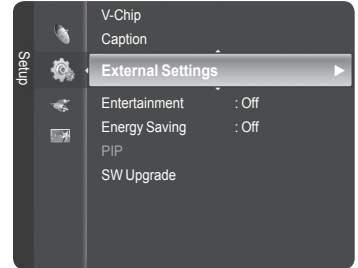 Setup
V-Chip
Caption
External Settings
Entertainment : Off
Energy Saving : Off
PIP
SW Upgrade